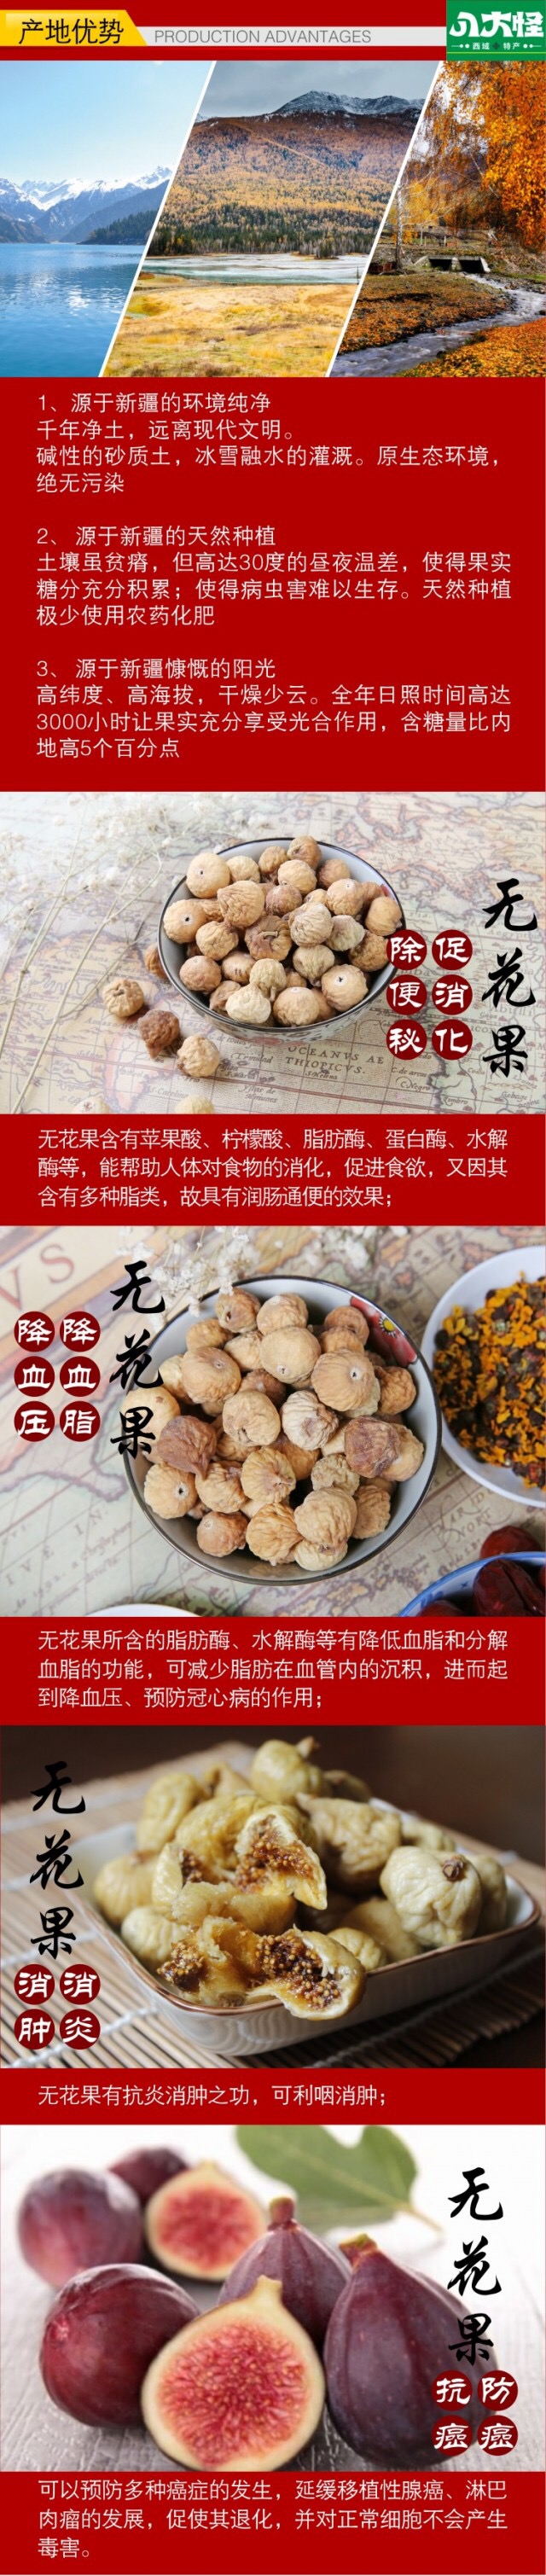 产地优势
PRODUCTION ADVANTAGES
八大怪
西域特产
1、源于新疆的环境纯净
千年净土，远离现代文明。
碱性的砂质土，冰雪融水的灌溉。原生态环境，
绝无污染
2、 源于新疆的天然种植
土壤虽贫瘠，但高达30度的昼夜温差，使得果实
糖分充分积累；使得病虫害难以生存。天然种植
极少使用农药化肥
3、 源于新疆慷慨的阳光
高纬度、高海拔，干燥少云。全年日照时间高达
3000小时让果实充分享受光合作用，含糖量比内
地高5个百分点
无花果
促消化
除便秘
OCEANVS AE
THIOPICVS.
无花果含有苹果酸、柠檬酸、脂肪酶、蛋白酶、水解
酶等，能帮助人体对食物的消化，促进食欲，又因其
含有多种脂类，故具有润肠通便的效果；
无花果
降血脂
降血压
无花果所含的脂肪酶、水解酶等有降低血脂和分解
血脂的功能，可减少脂肪在血管内的沉积，进而起
到降血压、预防冠心病的作用；
无花果
消炎
消肿
无花果有抗炎消肿之功，可利咽消肿；
无花果
防癌
抗癌
可以预防多种癌症的发生，延缓移植性腺癌、淋巴
肉瘤的发展，促使其退化，并对正常细胞不会产生
毒害。